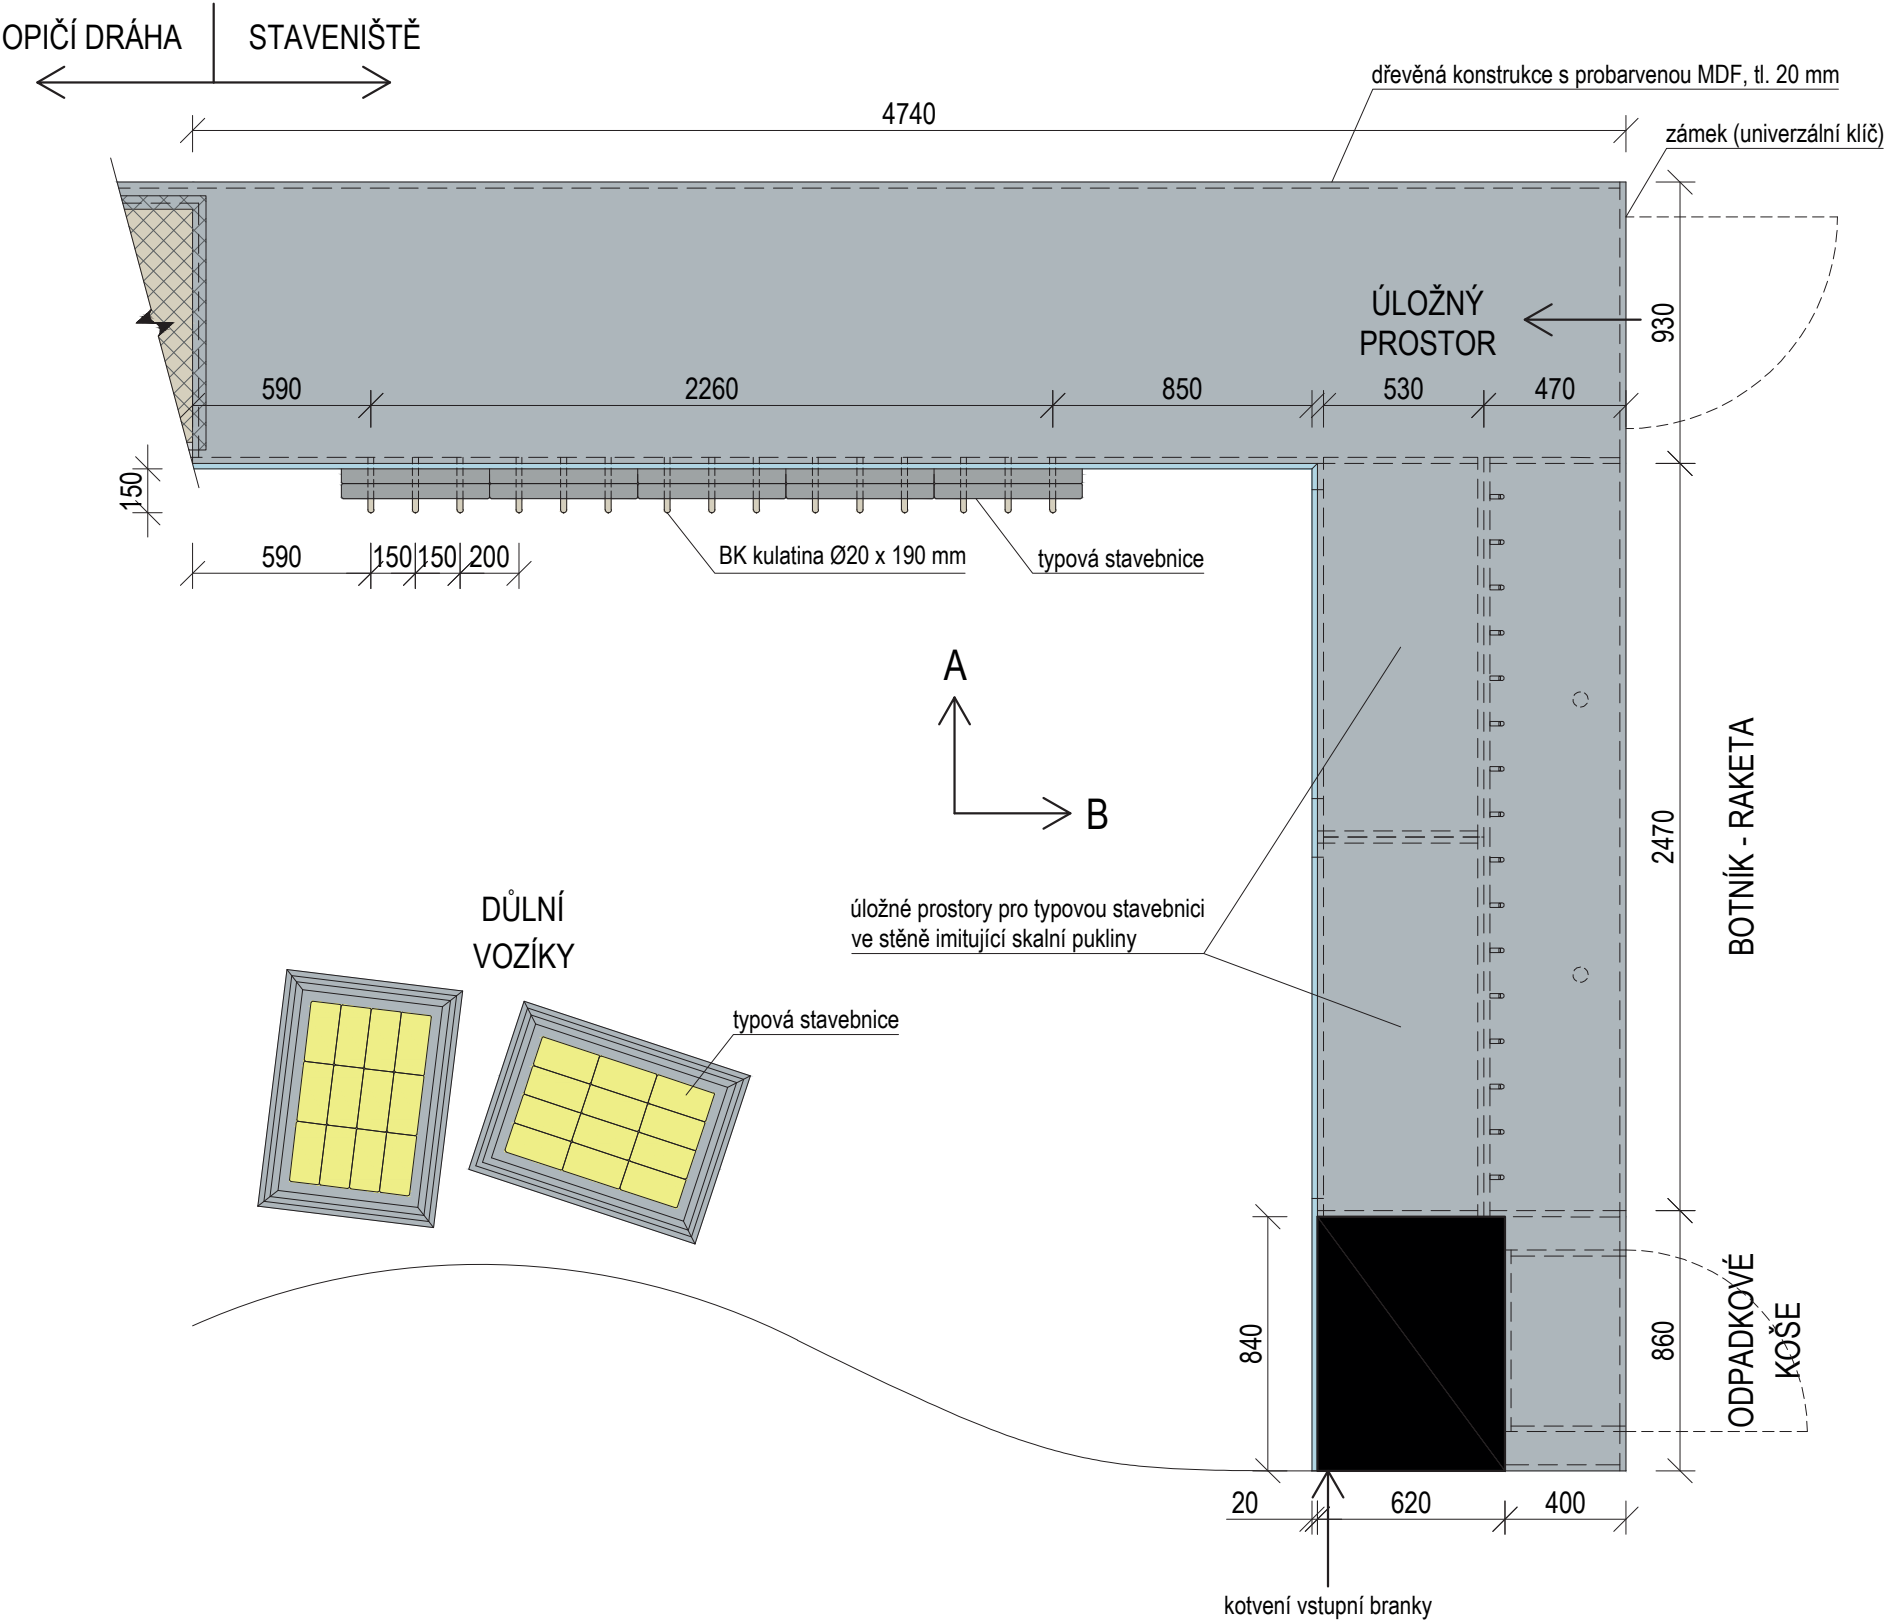 OPIČÍ DRÁHA
STAVENIŠTĚ
dřevěná konstrukce s probarvenou MDF, tl. 20 mm
4740
zámek (univerzální klíč)
ÚLOŽNÝ
PROSTOR
930
590
2260
850
530
470
150
590
150
150
200
BK kulatina Ø20 x 190 mm
typová stavebnice
A
B
BOTNÍK - RAKETA
2470
DŮLNÍ
VOZÍKY
úložné prostory pro typovou stavebnici
ve stěně imitující skalní pukliny
typová stavebnice
840
860
ODPADKOVÉ
KOŠE
20
620
400
kotvení vstupní branky